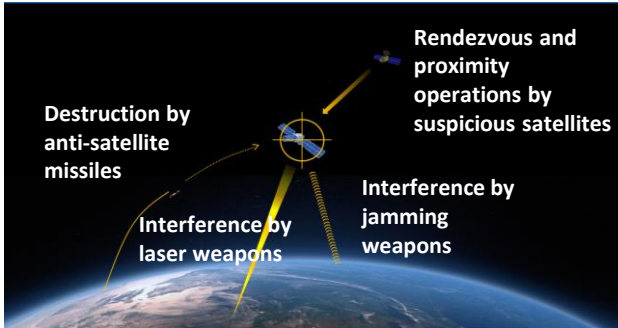 Rendezvous and
proximity
operations by
suspicious satellites
Destruction by
anti-satellite
missiles
Interference by
laser weapons
Interference by
jamming
weapons